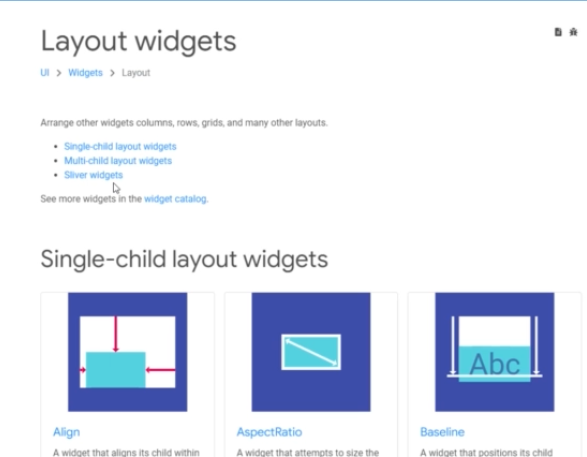 Layout widgets
UI > Widgets > Layout
Arrange other widgets columns, rows, grids, and many other layouts.
• Single-child layout widgets
• Multi-child layout widgets
• Sliver widgets
See more widgets in the widget catalog.
Single-child layout widgets
Abc
Align
AspectRatio
Baseline
A widget that aligns its child within
A widget that attempts to size the
A widget that positions its child